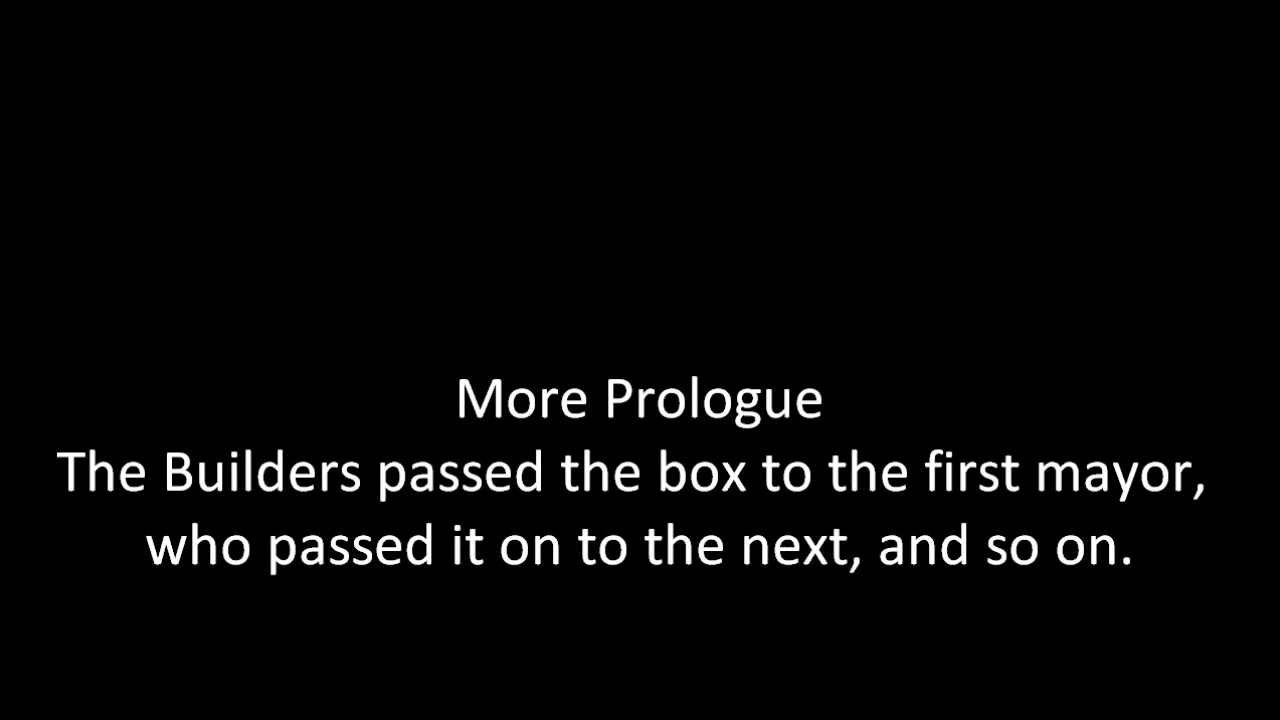 More Prologue
The Builders passed the box to the first mayor,
who passed it on to the next, and so on.